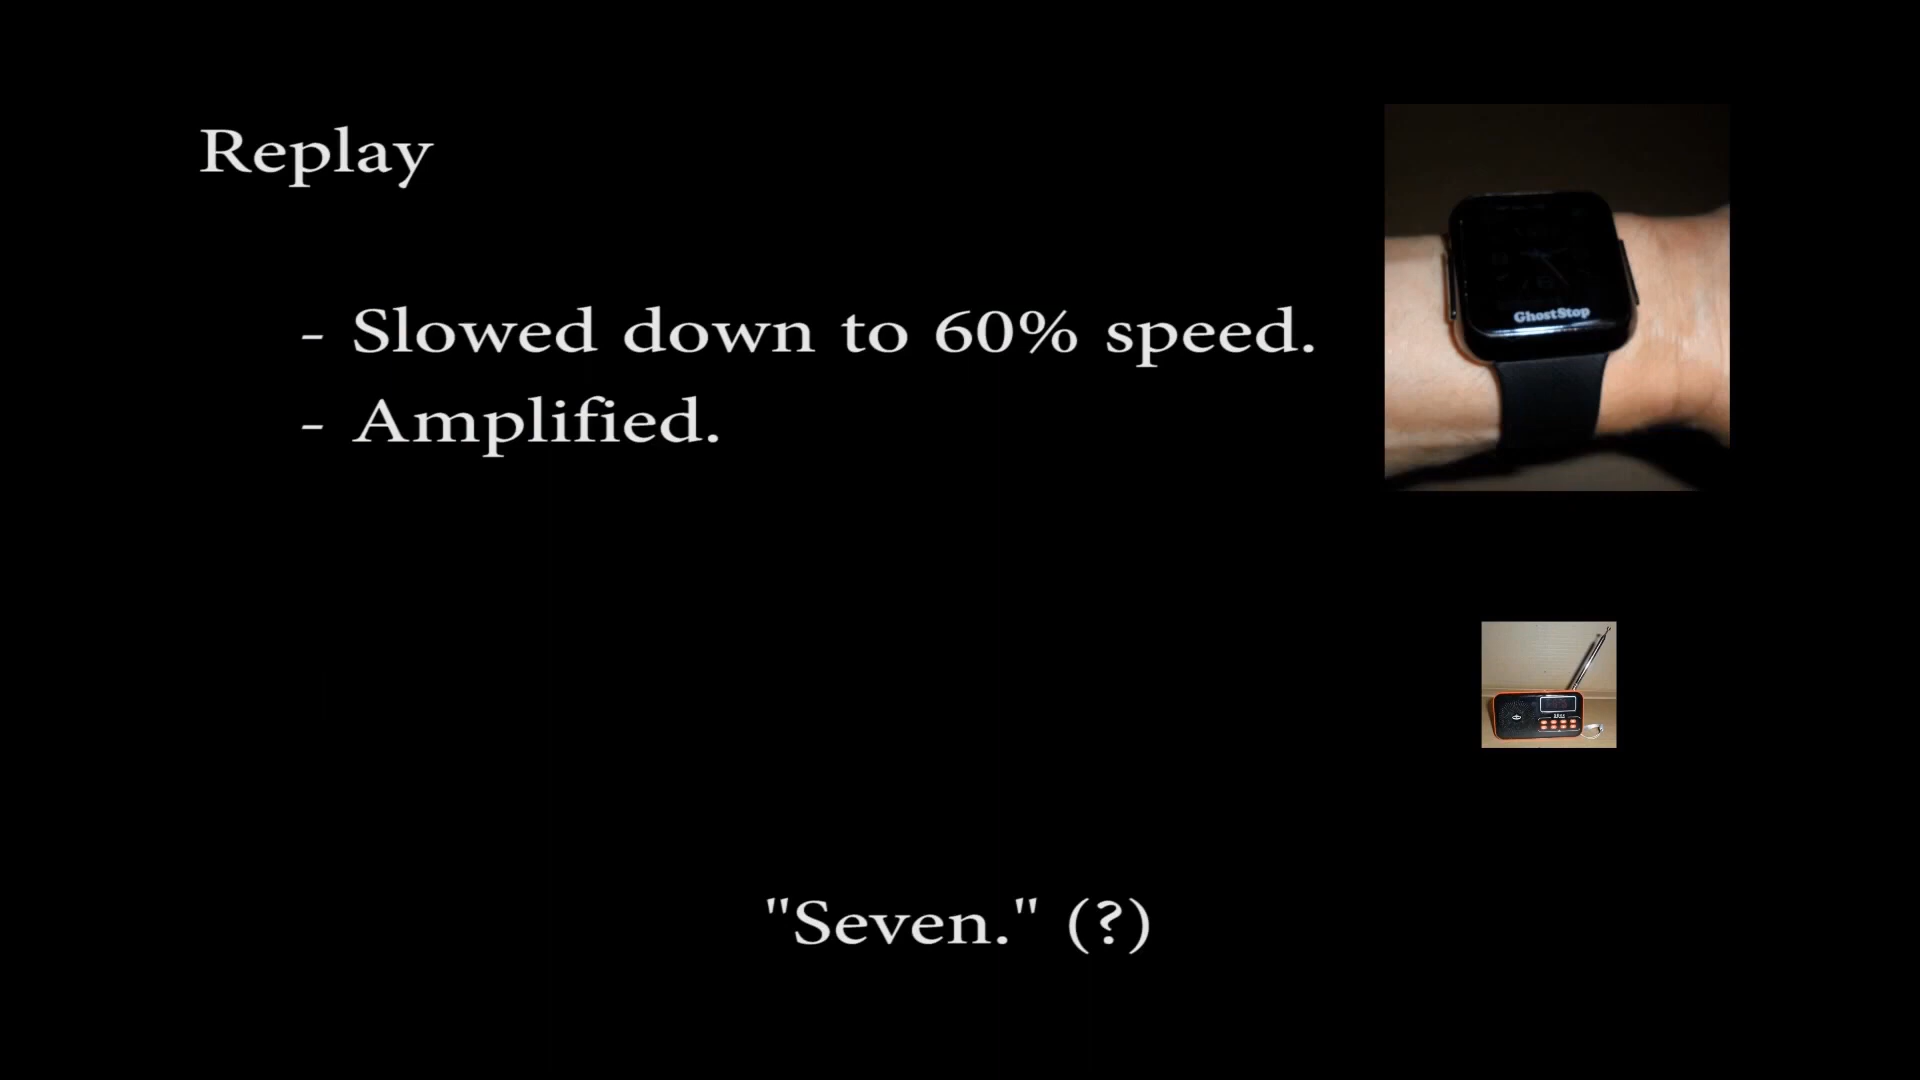 Replay
- Slowed down to 60% speed.
- Amplified.
GhostStop
"Seven." (?)